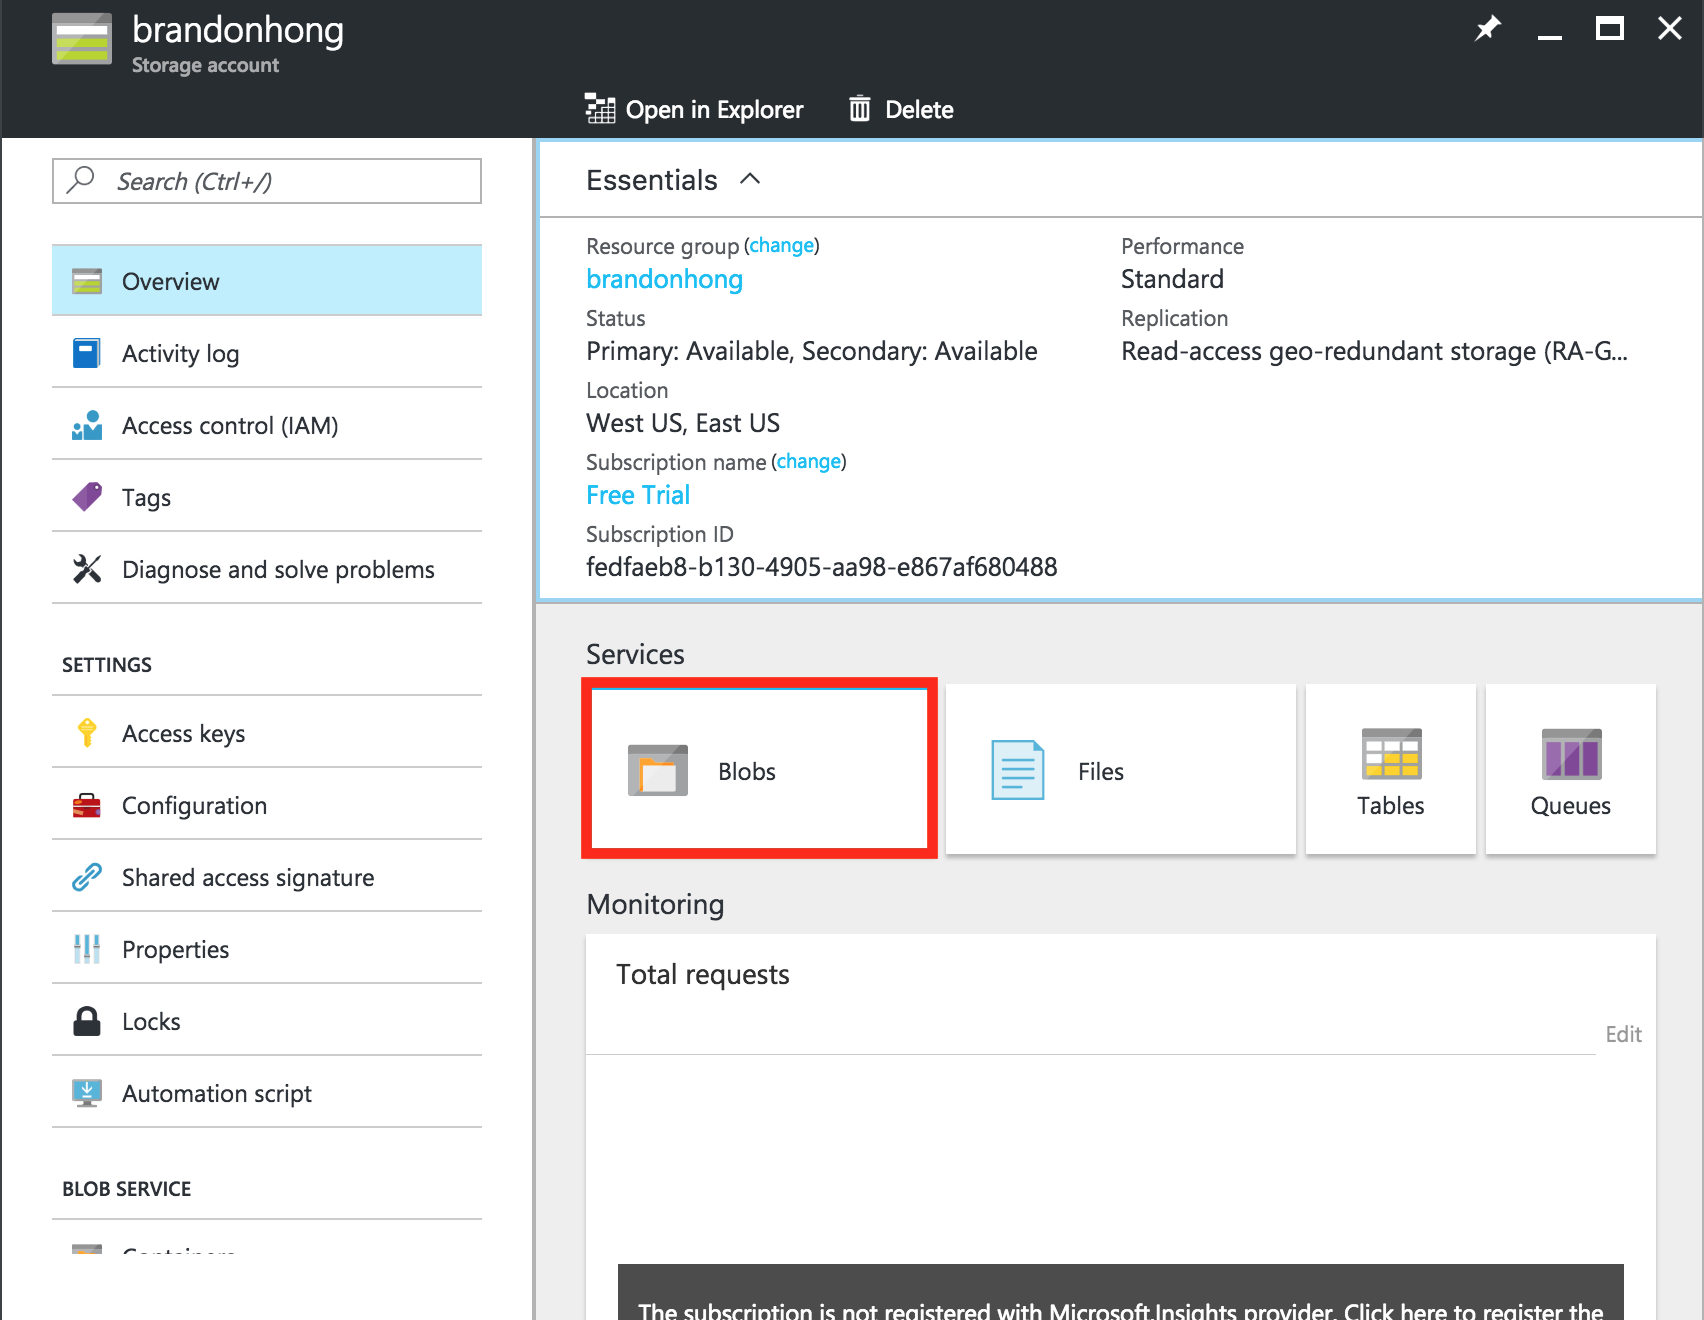 brandonhong
Storage account
Open in Explorer
Delete
Search (Ctrl+/)
Overview
Activity log
Access control (IAM)
Tags
Diagnose and solve problems
SETTINGS
Access keys
Configuration
Shared access signature
Properties
Locks
Automation script
BLOB SERVICE
Containers
Essentials
Resource group (change)
brandonhong
Status
Primary: Available, Secondary: Available
Location
West US, East US
Subscription name (change)
Free Trial
Subscription ID
fedfaeb8-b130-4905-aa98-e867af680488
Performance
Standard
Replication
Read-access geo-redundant storage (RA-G...
Services
Blobs
Files
Tables
Queues
Monitoring
Total requests
Edit
The subscription is not registered with Microsoft.Insights provider. Click here to register the